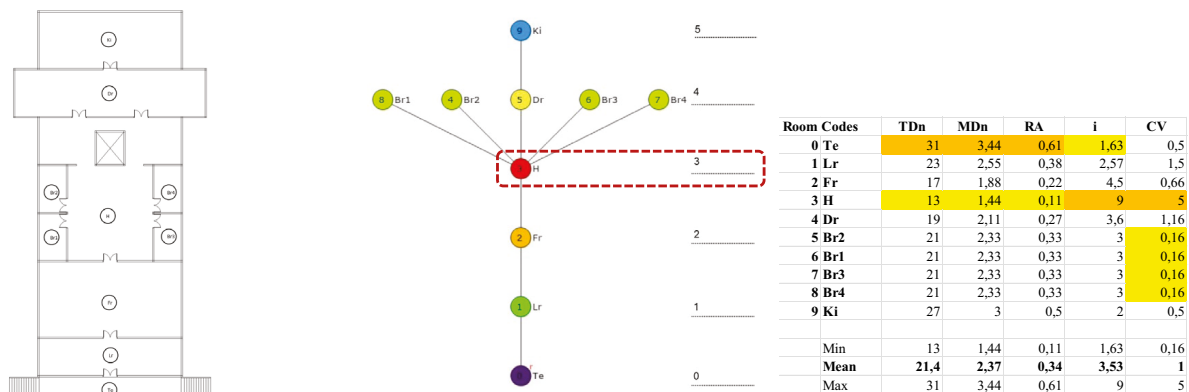 Ki
Dr
Br2 Br4
H
Br1 Br3
Fr
Lr
Te
9 Ki 5
8 Br1 4 Br2 5 Dr 6 Br3 7 Br4 4
H 3
2 Fr 2
1 Lr 1
Te 0
Room Codes TDn MDn RA i CV
0 Te 31 3,44 0,61 1,63 0,5
1 Lr 23 2,55 0,38 2,57 1,5
2 Fr 17 1,88 0,22 4,5 0,66
3 H 13 1,44 0,11 9 5
4 Dr 19 2,11 0,27 3,6 1,16
5 Br2 21 2,33 0,33 3 0,16
6 Br1 21 2,33 0,33 3 0,16
7 Br3 21 2,33 0,33 3 0,16
8 Br4 21 2,33 0,33 3 0,16
9 Ki 27 3 0,5 2 0,5
Min 13 1,44 0,11 1,63 0,16
Mean 21,4 2,37 0,34 3,53 1
Max 31 3,44 0,61 9 5